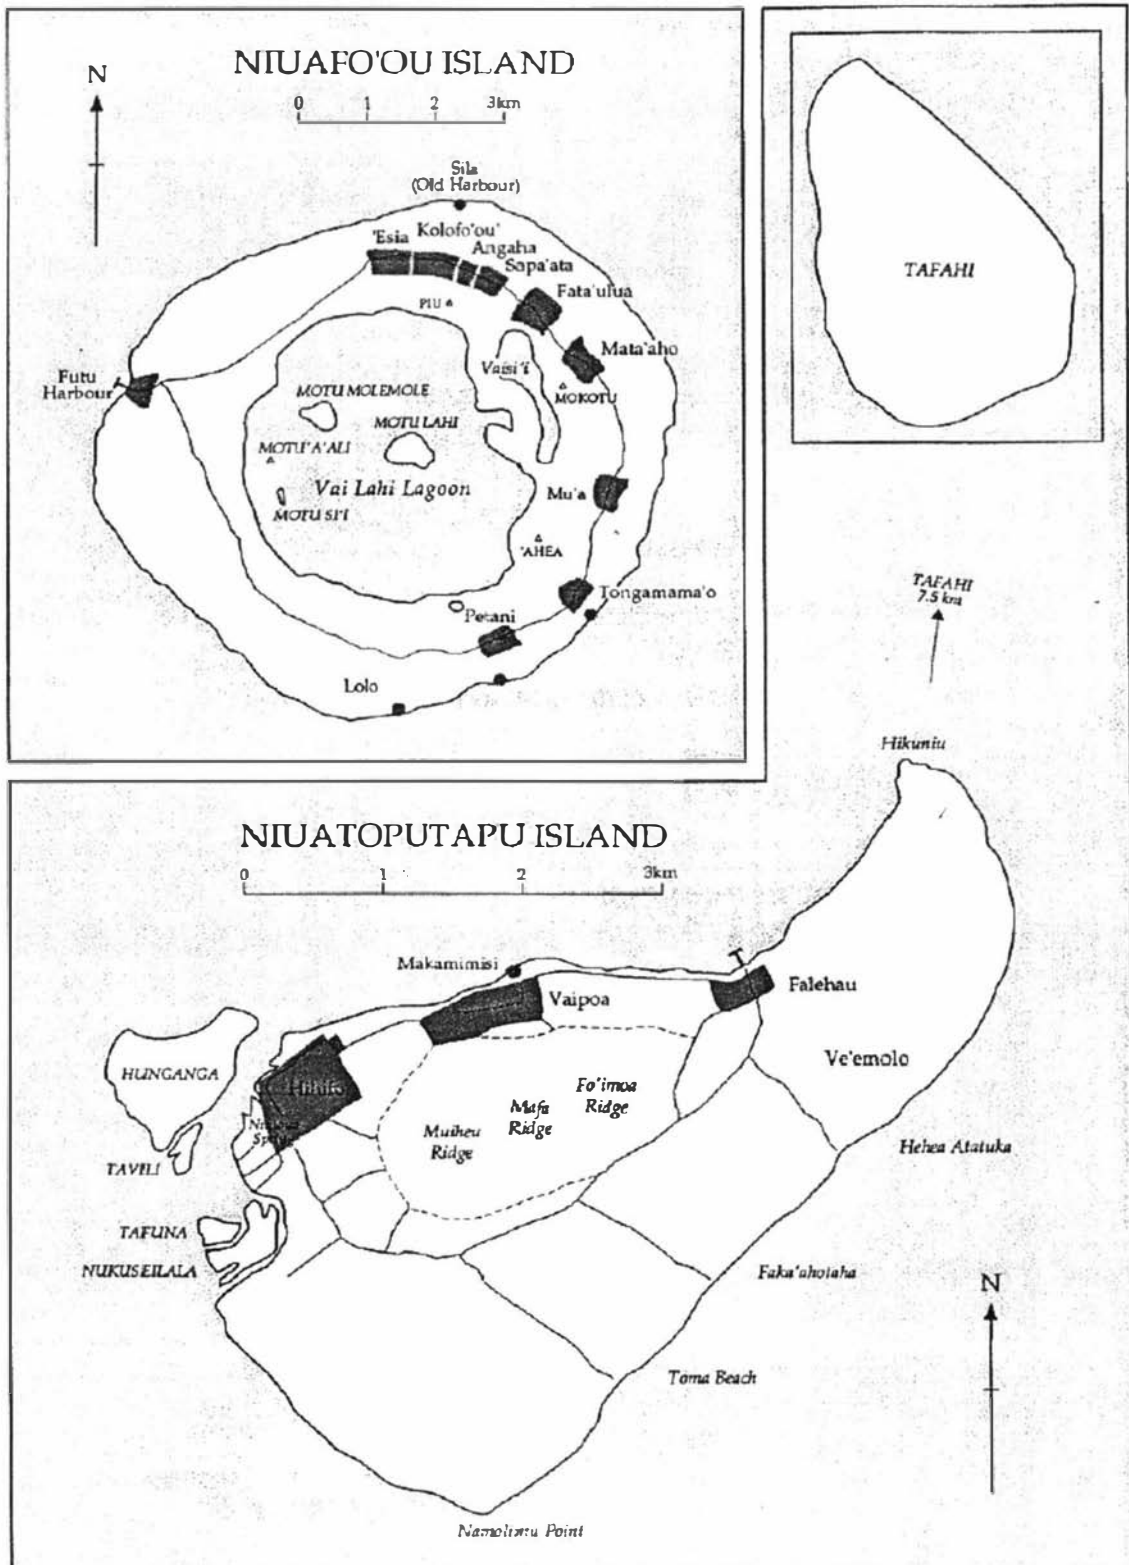 NIUAFO'OU ISLAND
N
0 1 2 3km
Sila
(Old Harbour)
'Esia
Kolofo'ou'
Angaha
Sapa'ata
Fata'ulua
PIU
Mata'aho
Vaisi'i
MOKOTU
Futu
Harbour
MOTU MOLEMOLE
MOTU LAHI
MOTU 'A'ALI
Vai Lahi Lagoon
MOTU SI'I
Mu'a
'AHEA
Tongamama'o
Petani
Lolo
TAFAHI
TAFAHI
7.5 km
Hikuniu
NIUATOPUTAPU ISLAND
0 1 2 3km
Makamimisi
Vaipoa
Falehau
HUNGANGA
Hihifo
Ve'emolo
Fo'imoa
Ridge
Mafa
Ridge
Muiheu
Ridge
Hehea Atatuka
TAVILI
TAFUNA
NUKUSEILALA
Faka'ahotaha
N
Toma Beach
Point